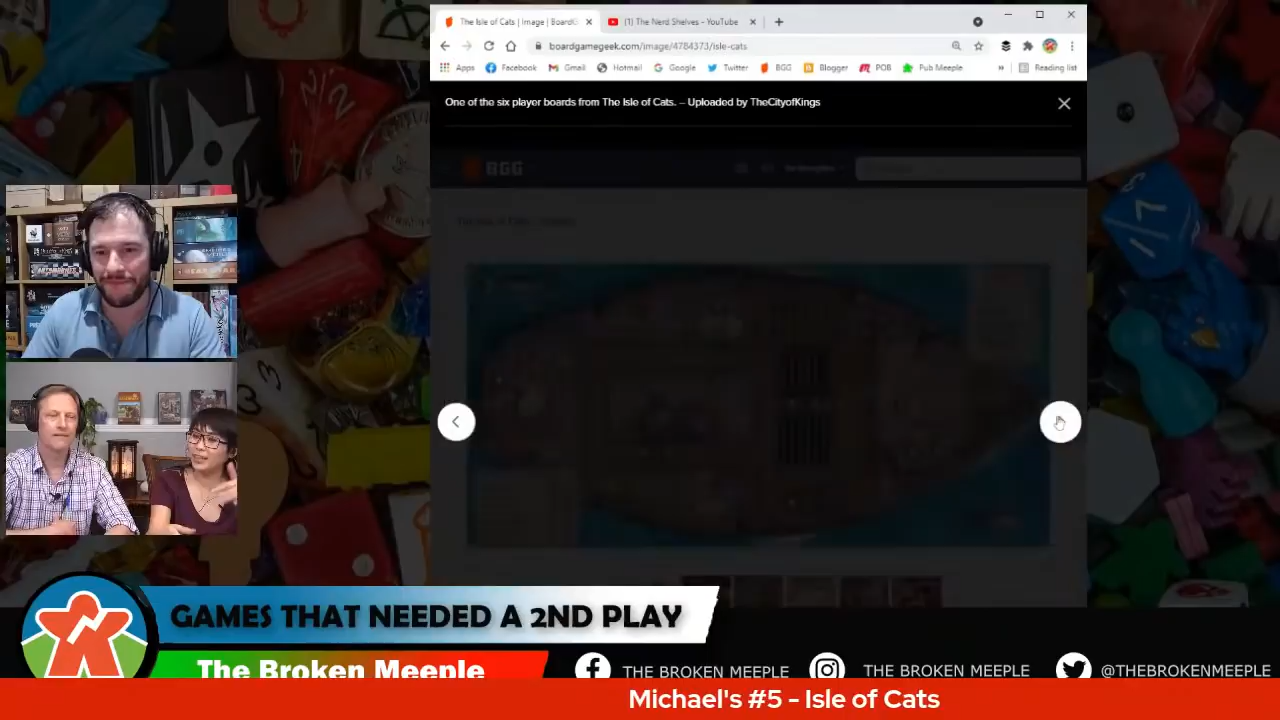 The Isle of Cats | Image | BoardG
(1) The Nerd Shelves - YouTube
boardgamegeek.com/image/4784373/isle-cats
Apps
Facebook
Gmail
Hotmail
Google
Twitter
BGG
Blogger
POB
Pub Meeple
»
Reading list
One of the six player boards from The Isle of Cats. – Uploaded by TheCityofKings
BGG
GAMES THAT NEEDED A 2ND PLAY
The Broken Meeple
THE BROKEN MEEPLE
THE BROKEN MEEPLE
@THEBROKENMEEPLE
Michael's #5 - Isle of Cats